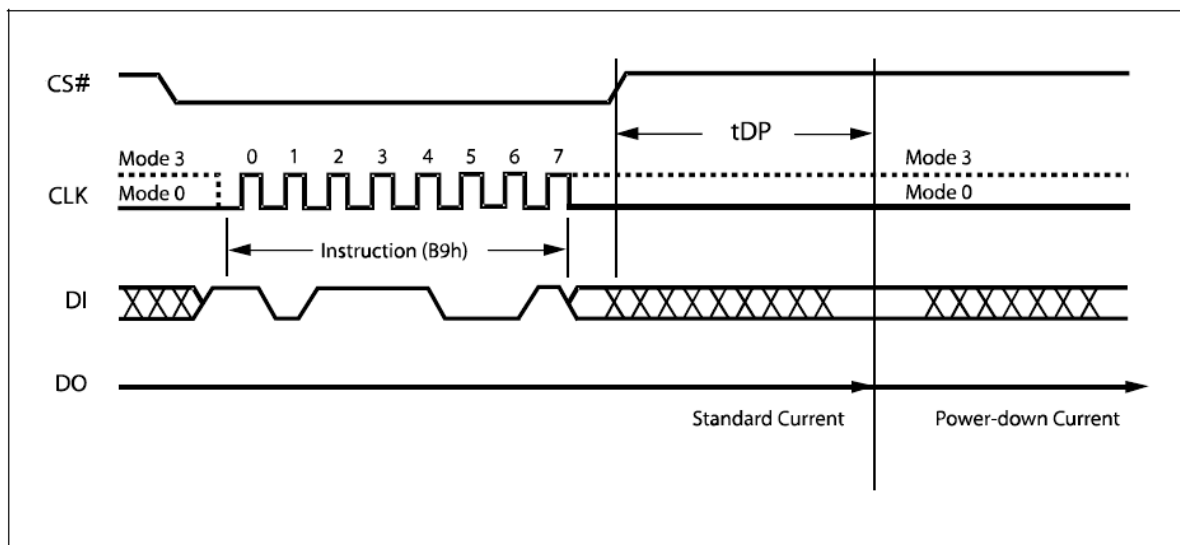 CS#
tDP
Mode 3 0 1 2 3 4 5 6 7 Mode 3
CLK Mode 0 Mode 0
Instruction (B9h)
DI
DO
Standard Current Power-down Current